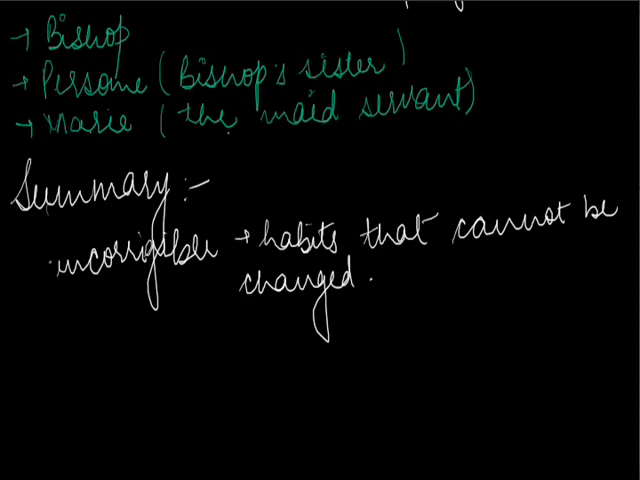 → Bishop
→ Persome (Bishop's sister)
→ Marie (the maid servant)
Summary :-
incorrigible → habits that cannot be
changed.